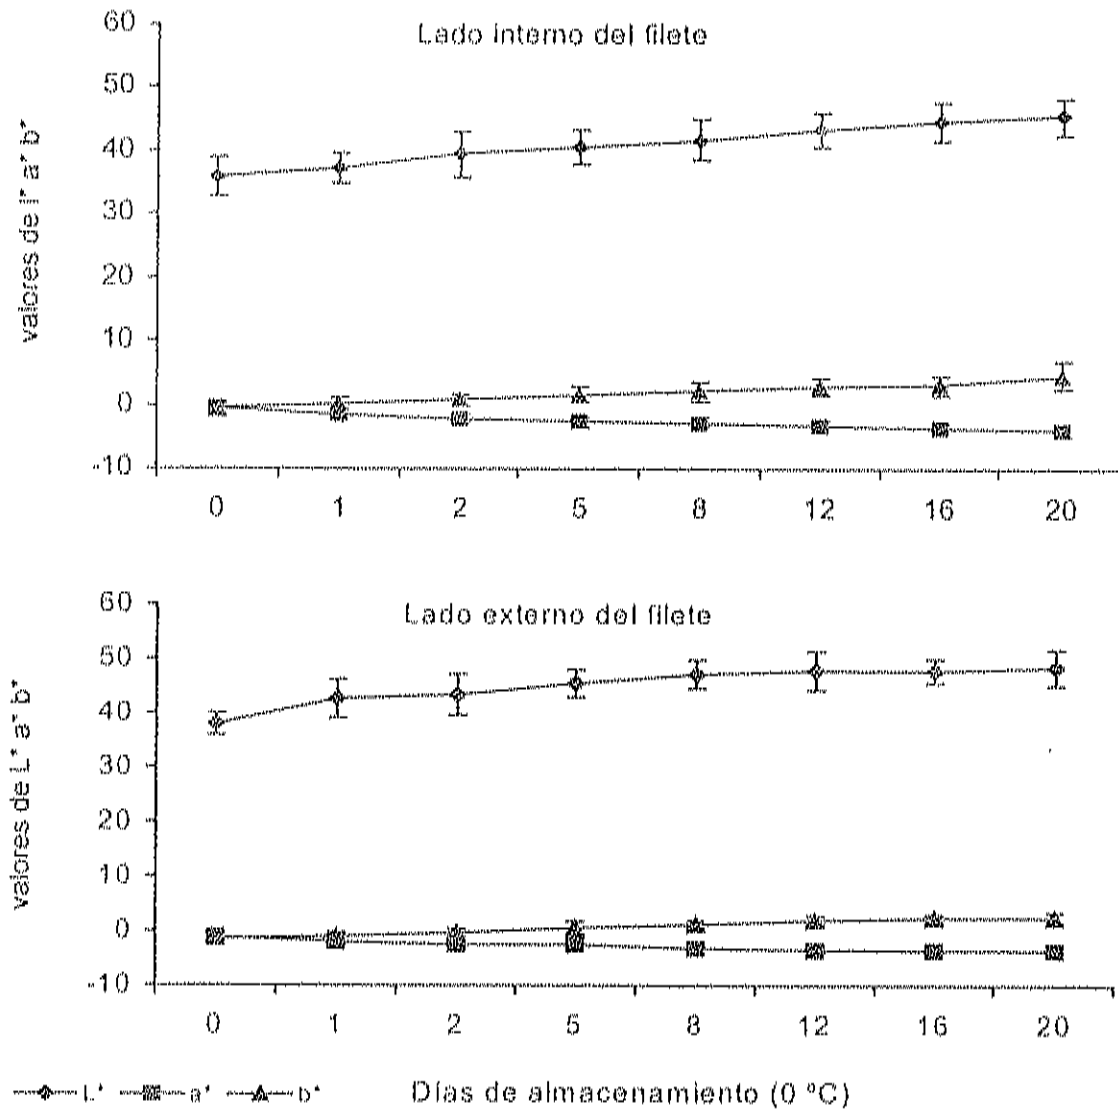 Lado interno del filete
valores de l* a* b*
60
50
40
30
20
10
0
-10
0 1 2 5 8 12 16 20
Lado externo del filete
valores de L* a* b*
60
50
40
30
20
10
0
-10
0 1 2 5 8 12 16 20
L* a* b* Días de almacenamiento (0 ºC)